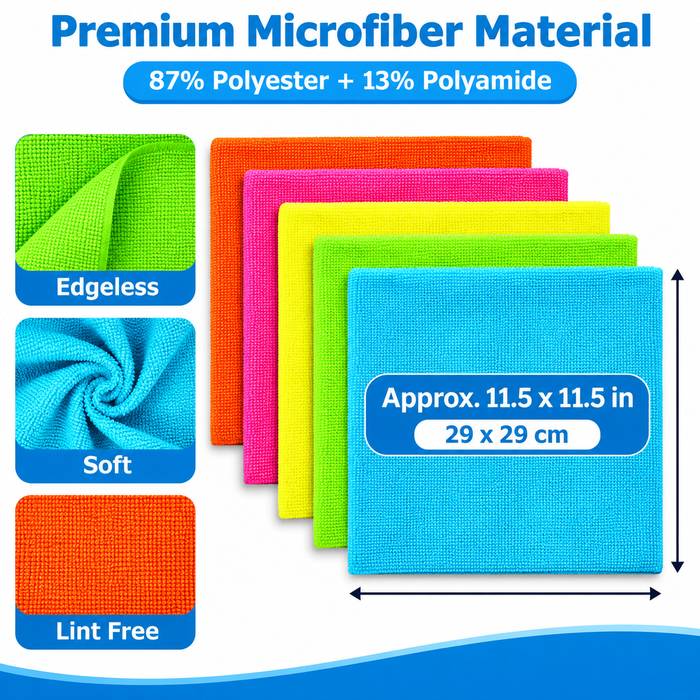 Premium Microfiber Material
87% Polyester + 13% Polyamide
Edgeless
Soft
Lint Free
Approx. 11.5 x 11.5 in
29 x 29 cm